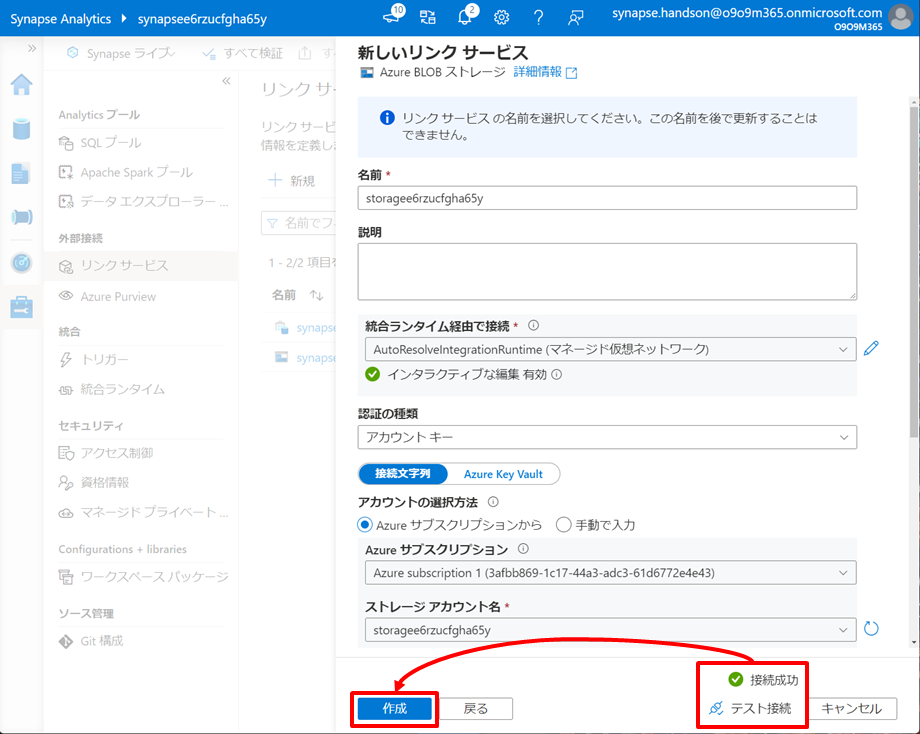 Synapse Analytics
synapsee6rzucfgha65y
10
2
synapse.handson@o9o9m365.onmicrosoft.com
O9O9M365
Synapse ライブ
すべて検証
Analytics プール
SQL プール
Apache Spark プール
データ エクスプローラー ...
外部接続
リンク サービス
Azure Purview
統合
トリガー
統合ランタイム
セキュリティ
アクセス制御
資格情報
マネージド プライベート ...
Configurations + libraries
ワークスペース パッケージ
ソース管理
Git 構成
リンク サー
リンク サービ
情報を定義し
新規
名前でフ
1 - 2/2 項目を
名前
synapse
synapse
新しいリンク サービス
Azure BLOB ストレージ 詳細情報
リンク サービス の名前を選択してください。この名前を後で更新することは
できません。
名前 *
storagee6rzucfgha65y
説明
統合ランタイム経由で接続 *
AutoResolveIntegrationRuntime (マネージド仮想ネットワーク)
インタラクティブな編集 有効
認証の種類
アカウント キー
接続文字列
Azure Key Vault
アカウントの選択方法
Azure サブスクリプションから
手動で入力
Azure サブスクリプション
Azure subscription 1 (3afbb869-1c17-44a3-adc3-61d6772e4e43)
ストレージ アカウント名 *
storagee6rzucfgha65y
接続成功
作成
戻る
テスト接続
キャンセル